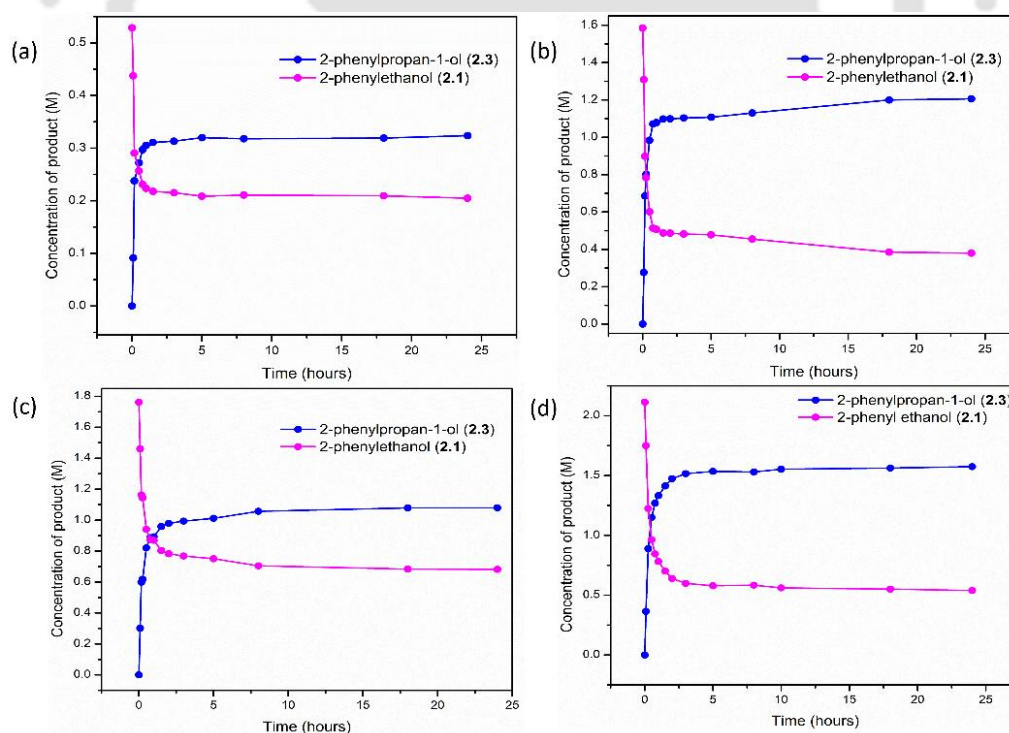 (a)
Concentration of product (M)
0.5
0.4
0.3
0.2
0.1
0.0
2-phenylpropan-1-ol (2.3)
2-phenylethanol (2.1)
0 5 10 15 20 25
Time (hours)
(b)
Concentration of product (M)
1.6
1.4
1.2
1.0
0.8
0.6
0.4
0.2
0.0
2-phenylpropan-1-ol (2.3)
2-phenylethanol (2.1)
0 5 10 15 20 25
Time (hours)
(c)
Concentration of product (M)
1.8
1.6
1.4
1.2
1.0
0.8
0.6
0.4
0.2
0.0
2-phenylpropan-1-ol (2.3)
2-phenylethanol (2.1)
0 5 10 15 20 25
Time (hours)
(d)
Concentration of product (M)
2.0
1.5
1.0
0.5
0.0
2-phenylpropan-1-ol (2.3)
2-phenyl ethanol (2.1)
0 5 10 15 20 25
Time (hours)